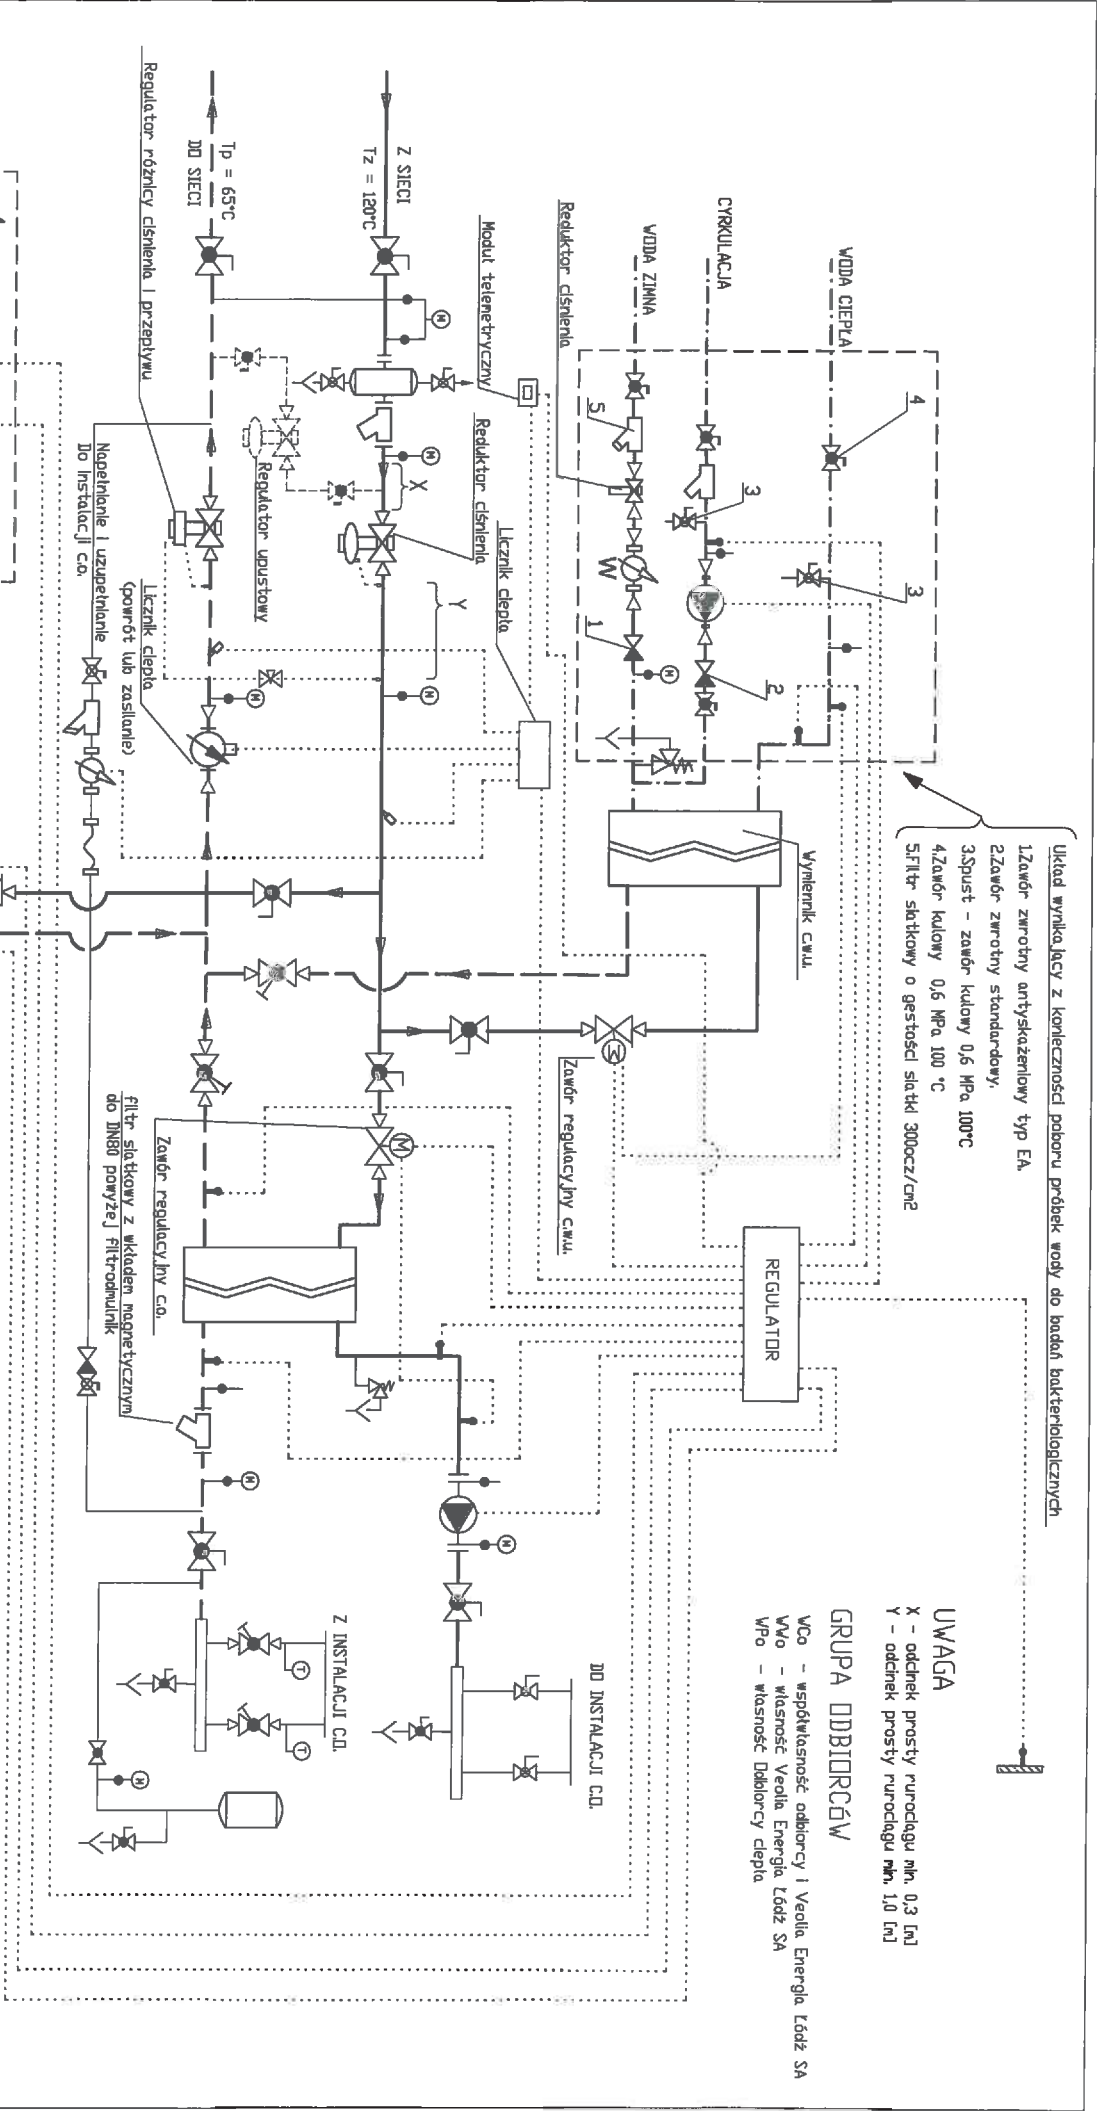 Układ wynikający z konieczności poboru próbek wody do badań bakteriologicznych
1.Zawór zwrotny antyskażeniowy typ EA.
2.Zawór zwrotny standardowy.
3.Spust - zawór kulowy 0,6 MPa 100°C
4.Zawór kulowy 0,6 MPa 100 °C
5.Filtr siatkowy o gęstości siatki 300ocz/cm2
UWAGA
X - odcinek prosty rurociągu min. 0,3 [m]
Y - odcinek prosty rurociągu min. 1,0 [m]
GRUPA ODBIORCÓW
WCo - współwłasność odbiorcy i Veolia Energia Łódź SA
WWo - własność Veolia Energia Łódź SA
WPo - własność Odbiorcy ciepła
WODA CIEPŁA
4
3
CYRKULACJA
3
2
WODA ZIMNA
5
W
1
Reduktor ciśnienia
Wymiennik c.w.u.
REGULATOR
Moduł telemetryczny
Licznik ciepła
Reduktor ciśnienia
Zawór regulacyjny c.w.u.
DO INSTALACJI C.O.
Z SIECI
Tz = 120°C
M
M
X
Y
M
M
M
M
M
M
Regulator upustowy
Z INSTALACJI C.O.
T
T
Tp = 65°C
DO SIECI
M
M
M
Regulator różnicy ciśnienia i przepływu
Licznik ciepła
(powrót lub zasilanie)
Zawór regulacyjny c.o.
filtr siatkowy z wkładem magnetycznym
do DN80 powyżej filtrodmulnik
Napełnianie i uzupełnianie
Do instalacji c.o.